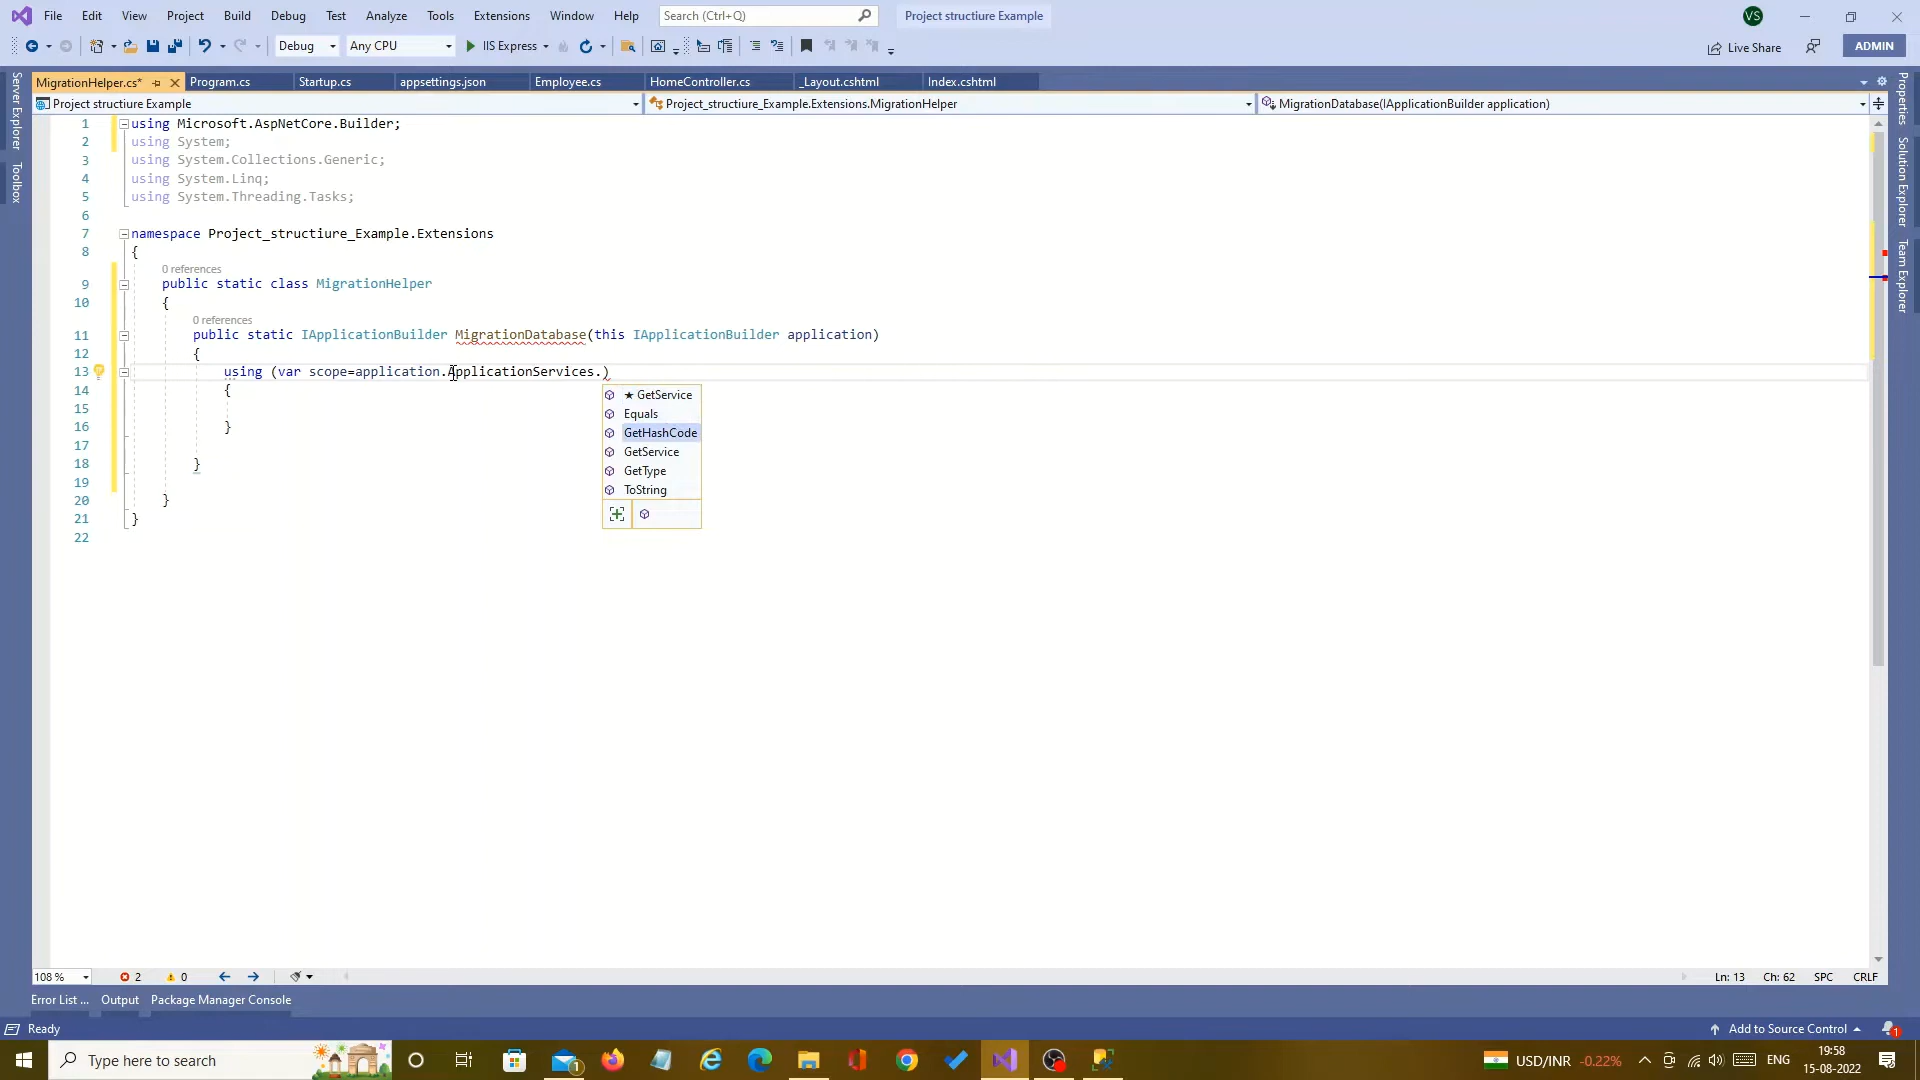 File Edit View Project Build Debug Test Analyze Tools Extensions Window Help Search (Ctrl+Q) Project structiure Example VS
Debug Any CPU IIS Express Live Share ADMIN
MigrationHelper.cs* Program.cs Startup.cs appsettings.json Employee.cs HomeController.cs _Layout.cshtml Index.cshtml
Project structiure Example Project_structiure_Example.Extensions.MigrationHelper MigrationDatabase(IApplicationBuilder application)
Server Explorer
Toolbox
Properties
Solution Explorer
Team Explorer
1 using Microsoft.AspNetCore.Builder;
2 using System;
3 using System.Collections.Generic;
4 using System.Linq;
5 using System.Threading.Tasks;
6
7 namespace Project_structiure_Example.Extensions
8 {
0 references
9 public static class MigrationHelper
10 {
0 references
11 public static IApplicationBuilder MigrationDatabase(this IApplicationBuilder application)
12 {
13 using (var scope=application.ApplicationServices.)
14 {
15
16 }
17
18 }
19
20 }
21 }
22
★ GetService
Equals
GetHashCode
GetService
GetType
ToString
108 % 2 0 Ln: 13 Ch: 62 SPC CRLF
Error List ... Output Package Manager Console
Ready Add to Source Control 1
Type here to search 1 USD/INR -0.22% ENG 19:58
15-08-2022